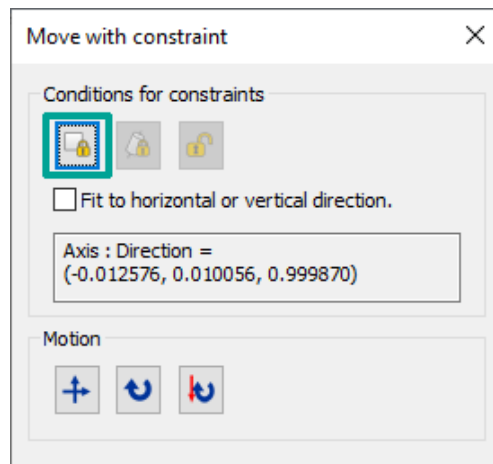 Move with constraint
Conditions for constraints
Fit to horizontal or vertical direction.
Axis : Direction =
(-0.012576, 0.010056, 0.999870)
Motion